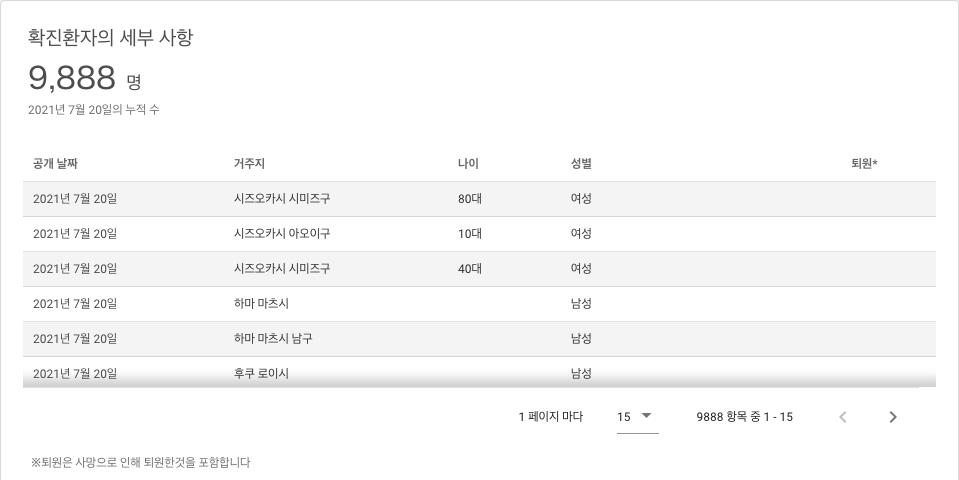 확진환자의 세부 사항
9,888 명
2021년 7월 20일의 누적 수
공개 날짜 거주지 나이 성별 퇴원*
2021년 7월 20일 시즈오카시 시미즈구 80대 여성
2021년 7월 20일 시즈오카시 아오이구 10대 여성
2021년 7월 20일 시즈오카시 시미즈구 40대 여성
2021년 7월 20일 하마 마츠시 남성
2021년 7월 20일 하마 마츠시 남구 남성
2021년 7월 20일 후쿠 로이시 남성
1 페이지 마다 15 9888 항목 중 1 - 15
※퇴원은 사망으로 인해 퇴원한것을 포함합니다